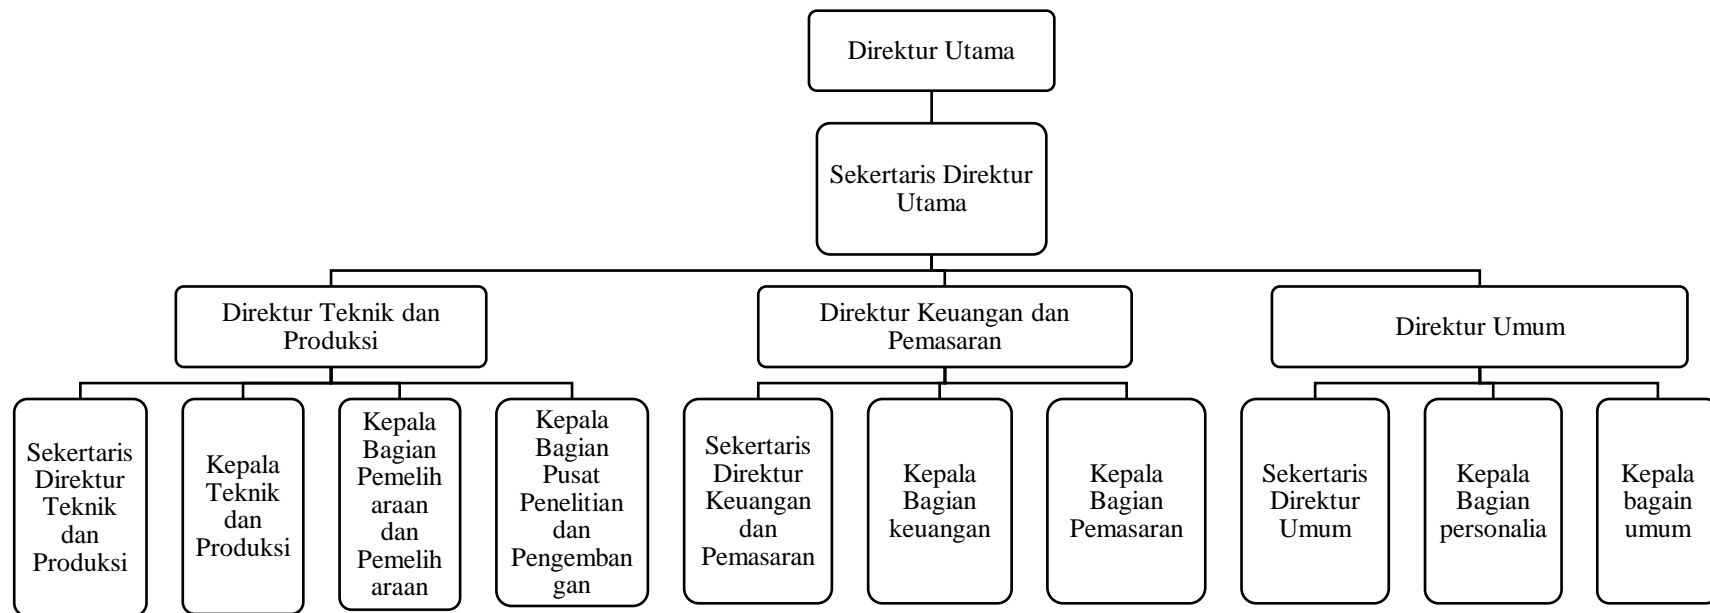 Direktur Utama
Sekertaris Direktur
Utama
Direktur Teknik dan
Produksi
Direktur Keuangan dan
Pemasaran
Direktur Umum
Sekertaris
Direktur
Teknik
dan
Produksi
Kepala
Teknik
dan
Produksi
Kepala
Bagian
Pemelih
araan
dan
Pemelih
araan
Kepala
Bagian
Pusat
Penelitian
dan
Pengemban
gan
Sekertaris
Direktur
Keuangan
dan
Pemasaran
Kepala
Bagian
keuangan
Kepala
Bagian
Pemasaran
Sekertaris
Direktur
Umum
Kepala
Bagian
personalia
Kepala
bagain
umum